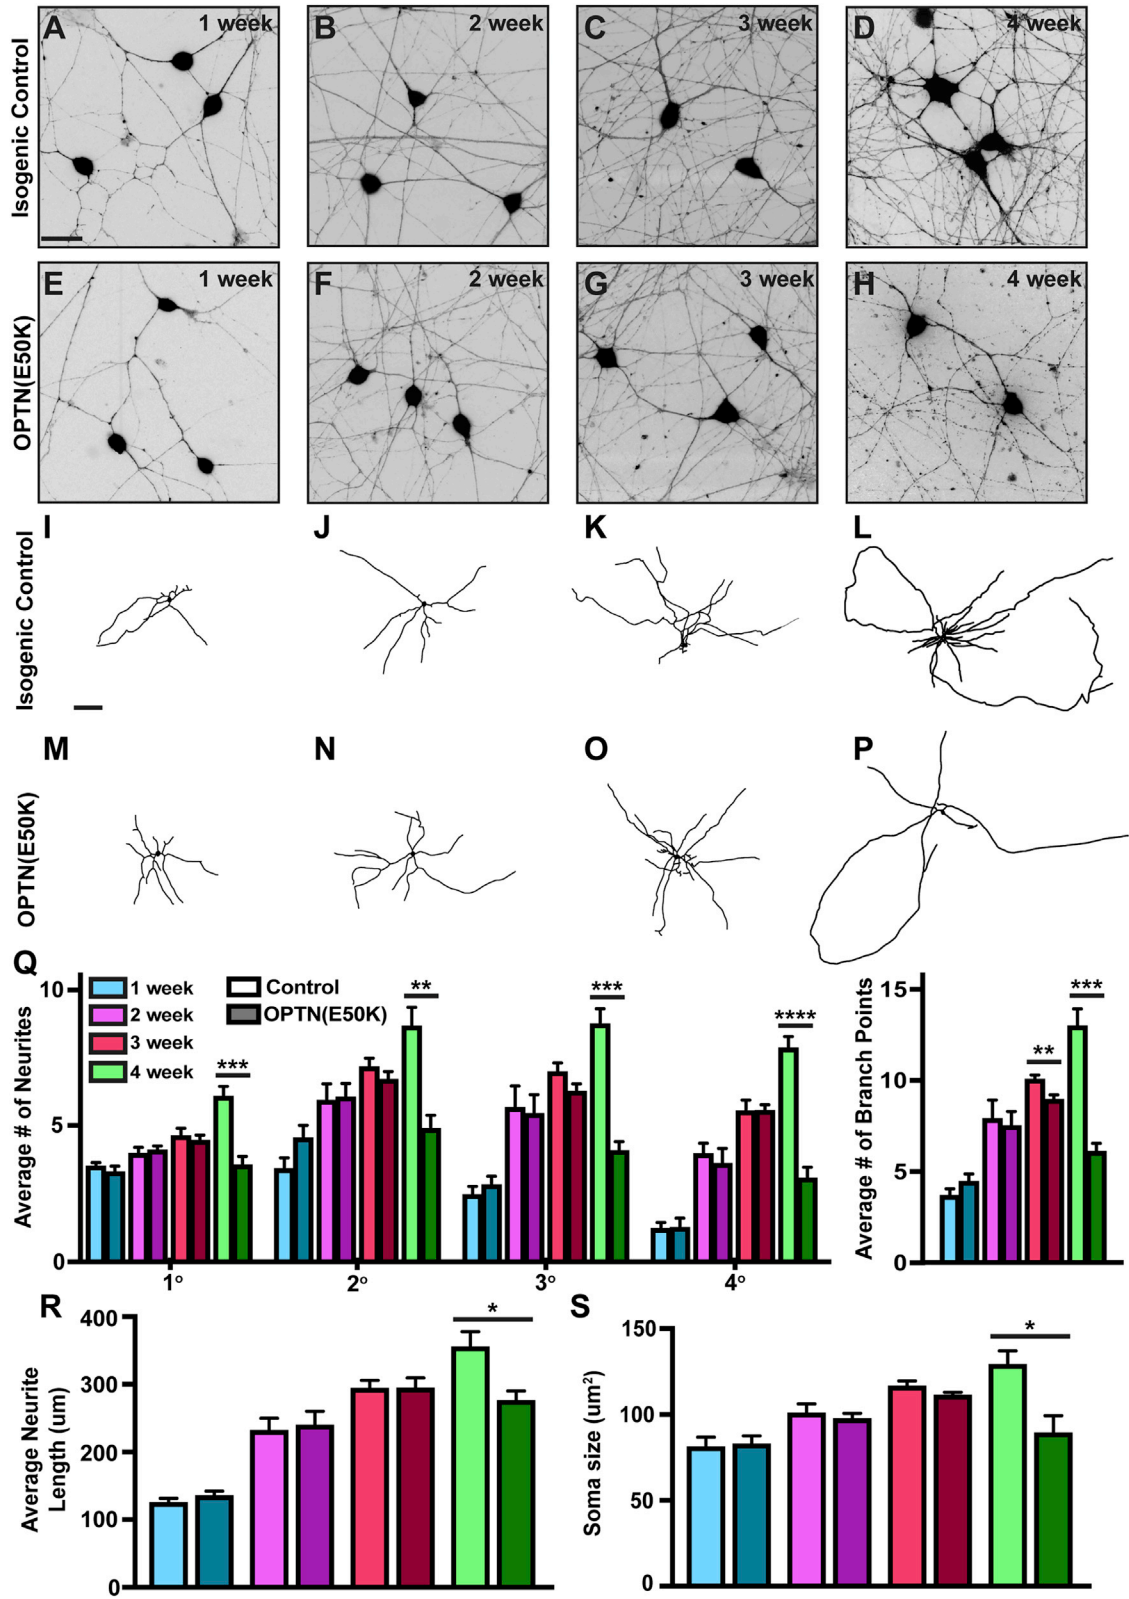 A 1 week
B 2 week
C 3 week
D 4 week
Isogenic Control
E 1 week
F 2 week
G 3 week
H 4 week
OPTN(E50K)
I
J
K
L
Isogenic Control
M
N
O
P
OPTN(E50K)
Q
Average # of Neurites
10
5
0
1 week
2 week
3 week
4 week
Control
OPTN(E50K)
***
**
***
****
1°
2°
3°
4°
Average # of Branch Points
15
10
5
0
**
***
R
Average Neurite
Length (um)
400
300
200
100
0
*
S
Soma size (um²)
150
100
50
0
*